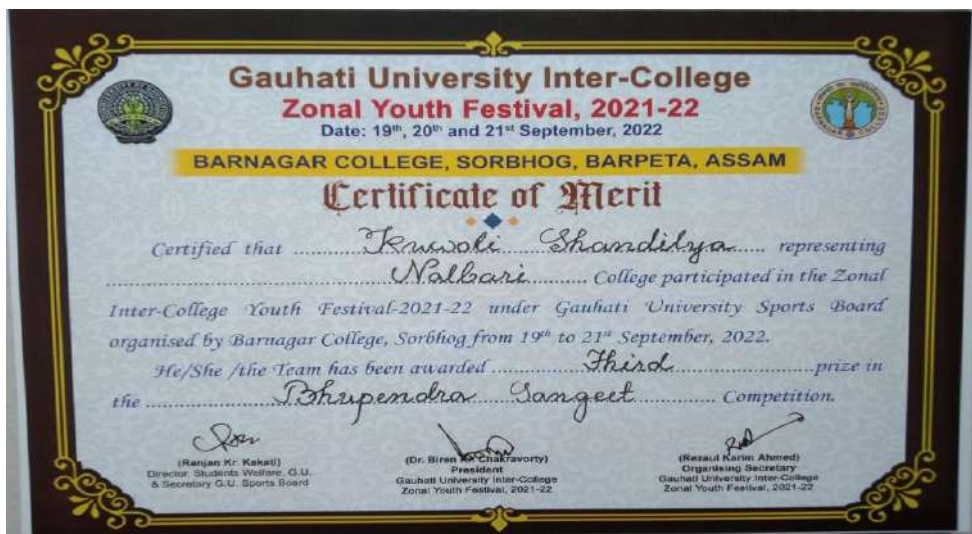 Gauhati University Inter-College
Zonal Youth Festival, 2021-22
Date: 19th, 20th and 21st September, 2022
BARNAGAR COLLEGE, SORBHOG, BARPETA, ASSAM
Certificate of Merit
Certified that ............ Kuwoli Shandilya ...... representing
............ Nalbari ............ College participated in the Zonal
Inter-College Youth Festival-2021-22 under Gauhati University Sports Board
organised by Barnagar College, Sorbhog from 19th to 21st September, 2022.
He/She /the Team has been awarded ............ Third ............ prize in
the ............ Bhupendra Sangeet ............ Competition.
(Ranjan Kr. Kakati)
Director, Students Welfare, G.U.
& Secretary G.U. Sports Board
(Dr. Biren Kr. Chakravorty)
President
Gauhati University Inter-College
Zonal Youth Festival, 2021-22
(Rezaul Karim Ahmed)
Organising Secretary
Gauhati University Inter-College
Zonal Youth Festival, 2021-22